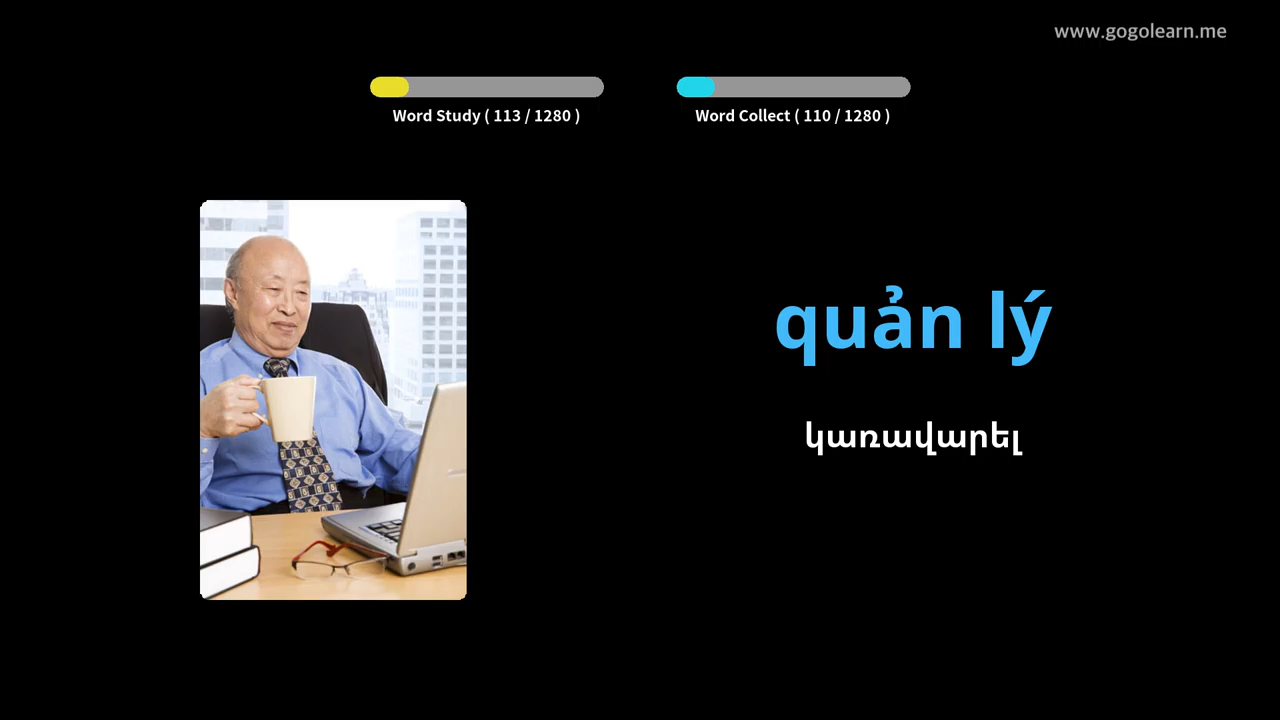 www.gogolearn.me
Word Study ( 113 / 1280 )
Word Collect ( 110 / 1280 )
quản lý
կառավարել